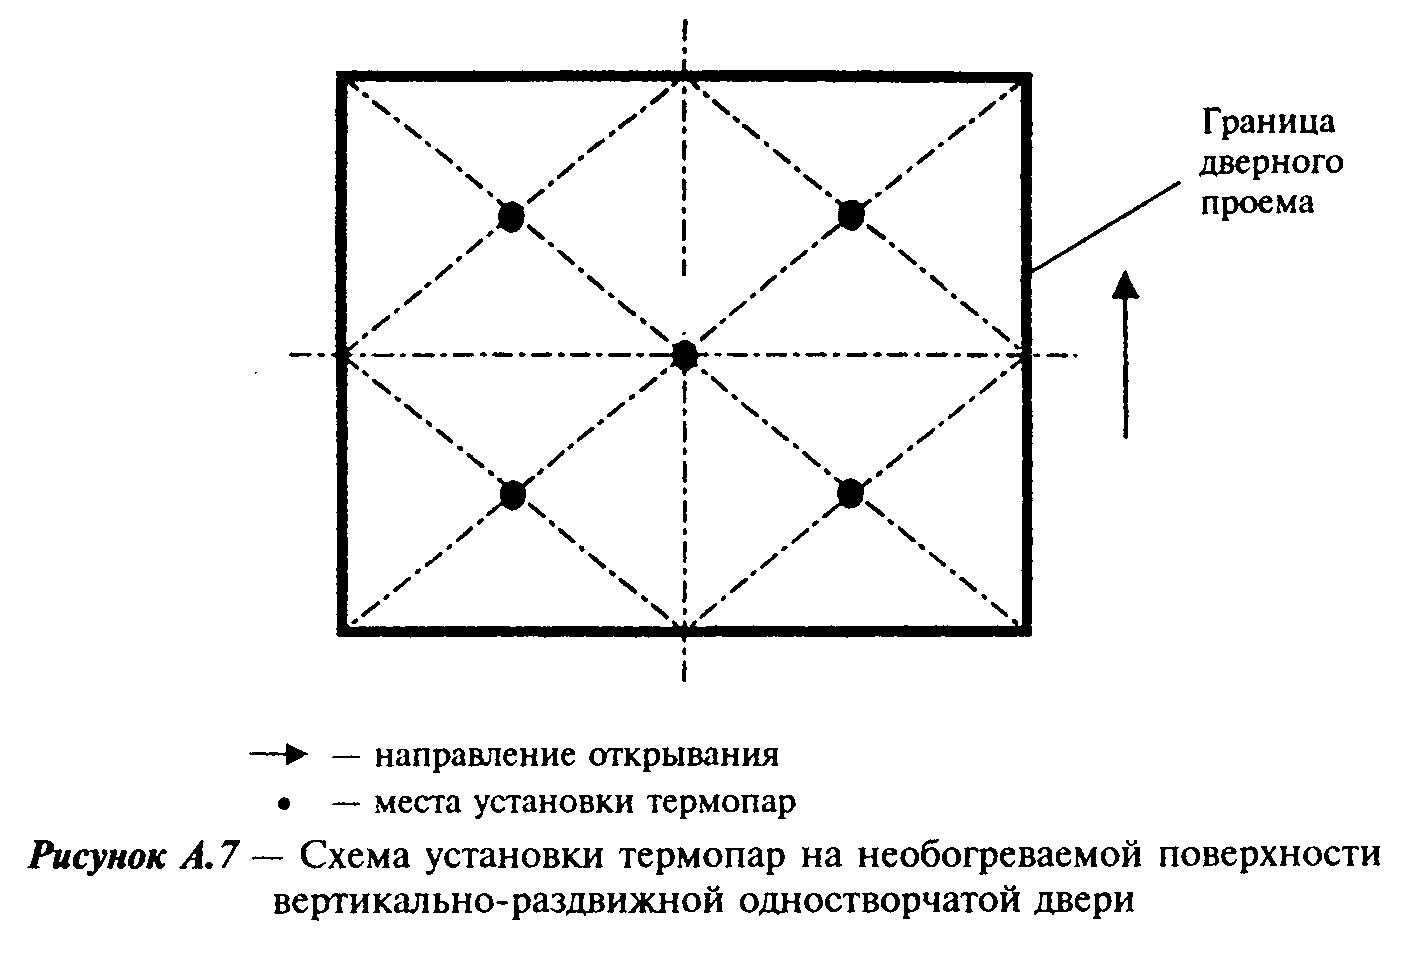 Граница
дверного
проема
— направление открывания
— места установки термопар
Рисунок А.7 — Схема установки термопар на необогреваемой поверхности
вертикально-раздвижной одностворчатой двери